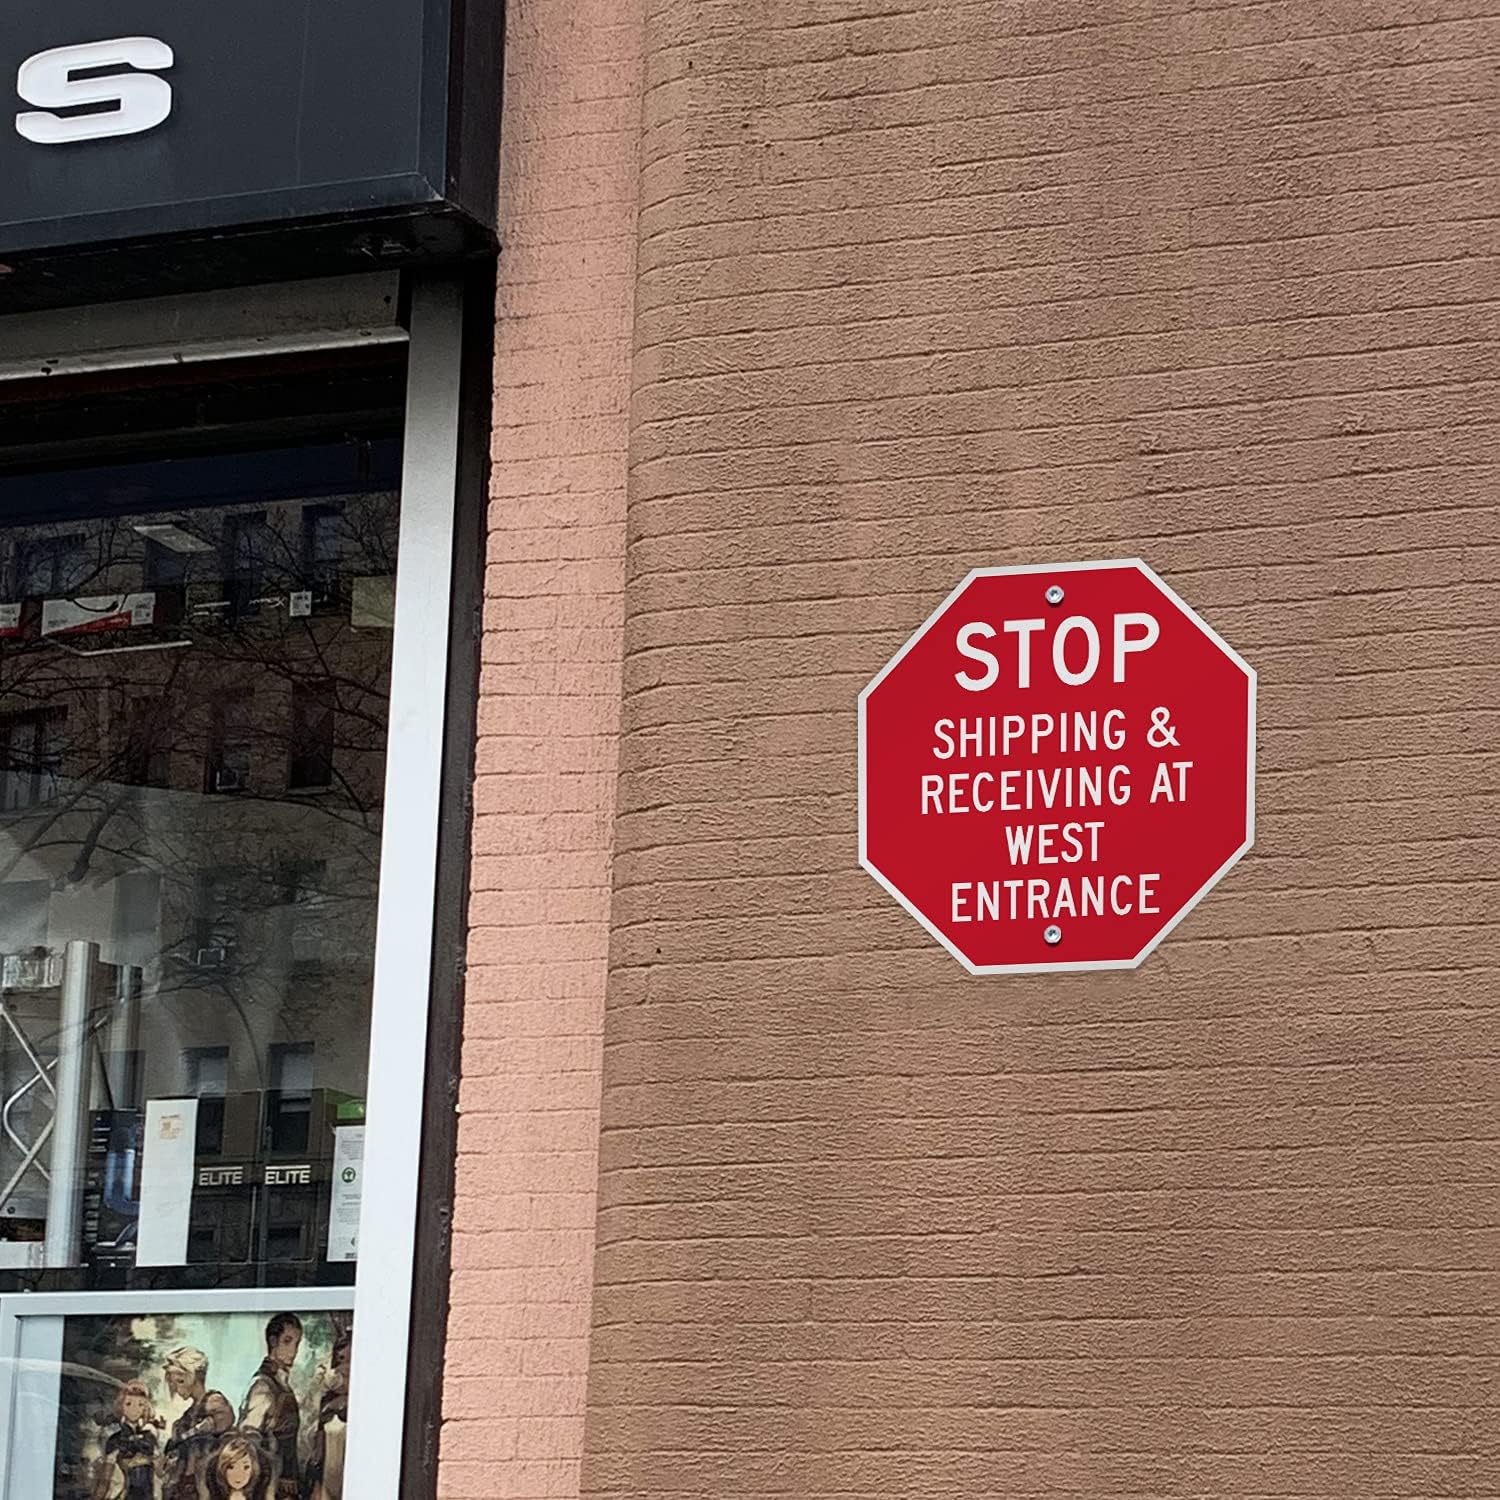 S
STOP
SHIPPING &
RECEIVING AT
WEST
ENTRANCE
ELITE ELITE